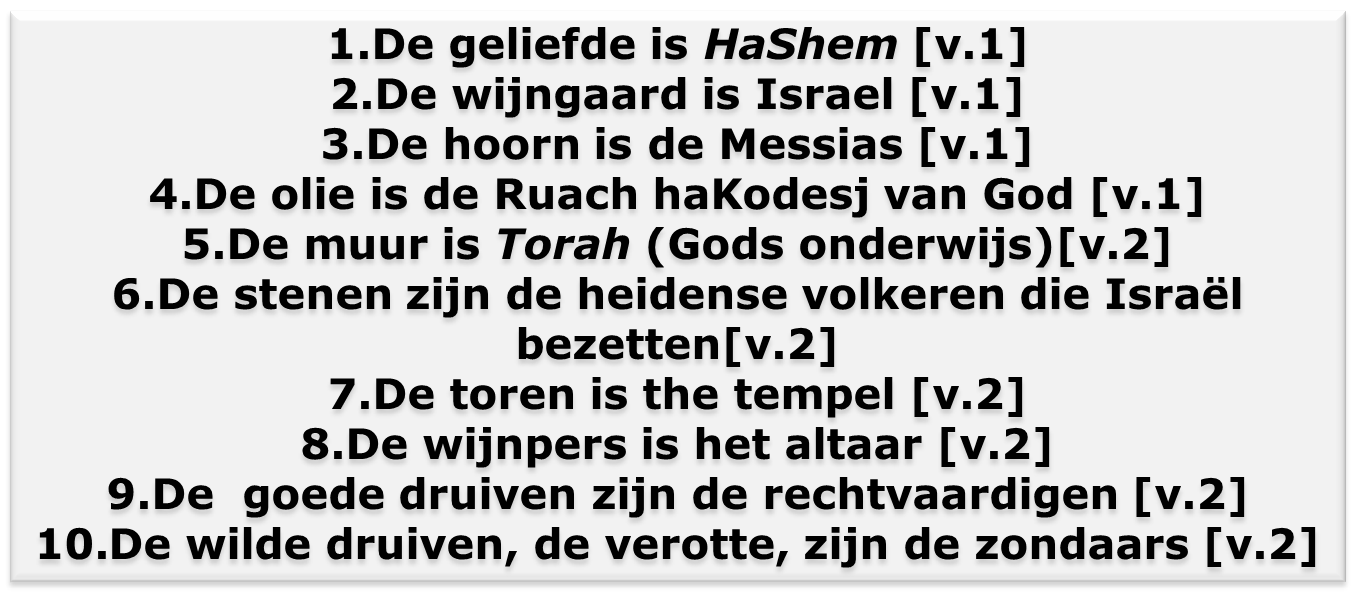 1.De geliefde is HaShem [v.1]
2.De wijngaard is Israel [v.1]
3.De hoorn is de Messias [v.1]
4.De olie is de Ruach haKodesj van God [v.1]
5.De muur is Torah (Gods onderwijs)[v.2]
6.De stenen zijn de heidense volkeren die Israël
bezetten[v.2]
7.De toren is the tempel [v.2]
8.De wijnpers is het altaar [v.2]
9.De  goede druiven zijn de rechtvaardigen [v.2]
10.De wilde druiven, de verotte, zijn de zondaars [v.2]